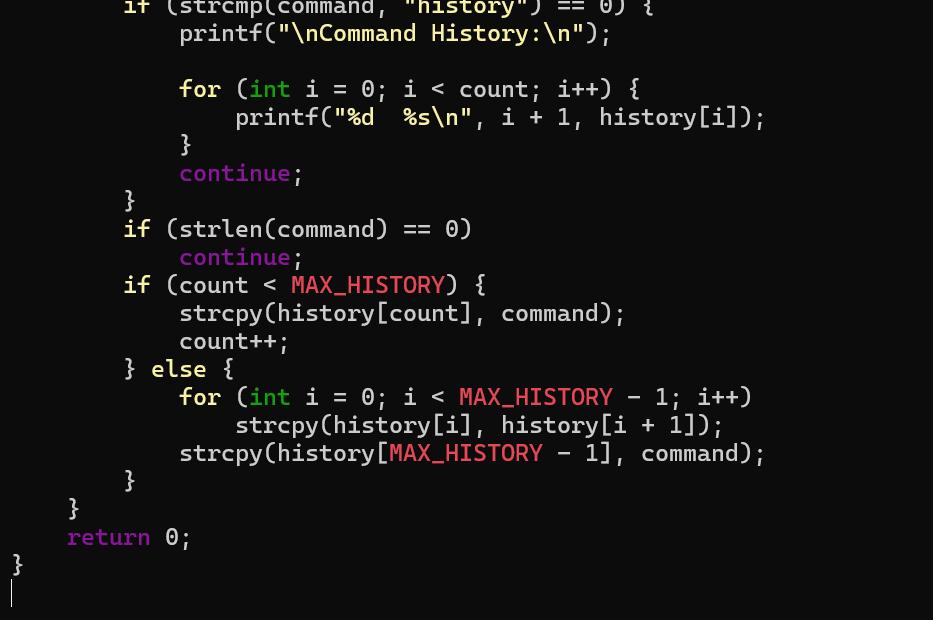 if (strcmp(command, "history") == 0) {
printf("\nCommand History:\n");
for (int i = 0; i < count; i++) {
printf("%d  %s\n", i + 1, history[i]);
}
continue;
}
if (strlen(command) == 0)
continue;
if (count < MAX_HISTORY) {
strcpy(history[count], command);
count++;
} else {
for (int i = 0; i < MAX_HISTORY - 1; i++)
strcpy(history[i], history[i + 1]);
strcpy(history[MAX_HISTORY - 1], command);
}
}
return 0;
}